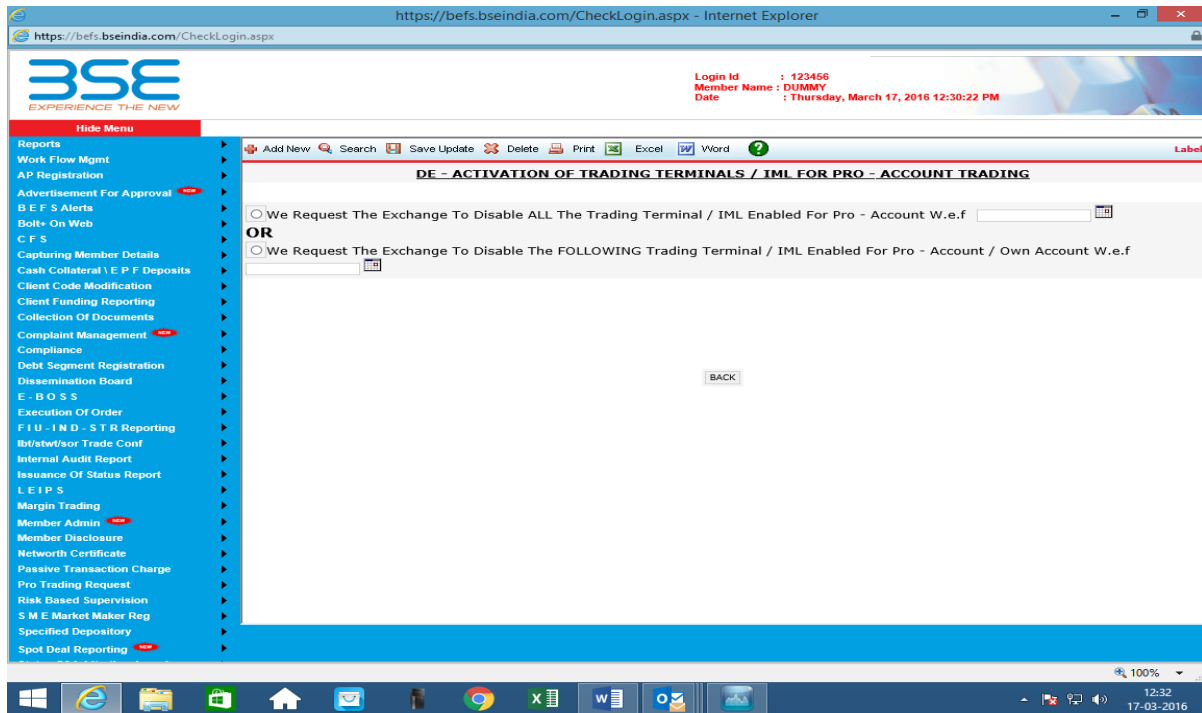 https://befs.bseindia.com/CheckLogin.aspx - Internet Explorer
https://befs.bseindia.com/CheckLogin.aspx
BSE
EXPERIENCE THE NEW
Login Id : 123456
Member Name : DUMMY
Date : Thursday, March 17, 2016 12:30:22 PM
Hide Menu
Add New Search Save Update Delete Print Excel Word Label
DE - ACTIVATION OF TRADING TERMINALS / IML FOR PRO - ACCOUNT TRADING
We Request The Exchange To Disable ALL The Trading Terminal / IML Enabled For Pro - Account W.e.f
OR
We Request The Exchange To Disable The FOLLOWING Trading Terminal / IML Enabled For Pro - Account / Own Account W.e.f
BACK
Reports
Work Flow Mgmt
AP Registration
Advertisement For Approval NEW
B E F S Alerts
Bolt+ On Web
C F S
Capturing Member Details
Cash Collateral \ E P F Deposits
Client Code Modification
Client Funding Reporting
Collection Of Documents
Complaint Management NEW
Compliance
Debt Segment Registration
Dissemination Board
E - B O S S
Execution Of Order
F I U - I N D - S T R Reporting
Ibt/stwt/sor Trade Conf
Internal Audit Report
Issuance Of Status Report
L E I P S
Margin Trading
Member Admin NEW
Member Disclosure
Networth Certificate
Passive Transaction Charge
Pro Trading Request
Risk Based Supervision
S M E Market Maker Reg
Specified Depository
Spot Deal Reporting NEW
100%
12:32
17-03-2016